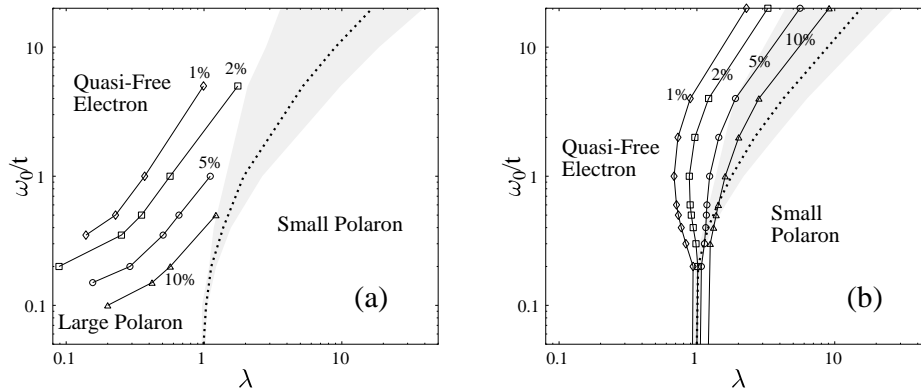 10
1
0.1
ω₀/t
Quasi-Free
Electron
1%
2%
5%
10%
Small Polaron
Large Polaron
(a)
0.1
1
10
λ
10
1
0.1
ω₀/t
Quasi-Free
Electron
1%
2%
5%
10%
Small
Polaron
(b)
0.1
1
10
λ